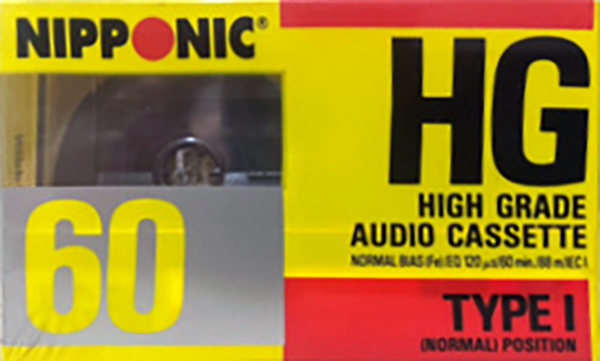 NIPPONIC®
HG
60
HIGH GRADE
AUDIO CASSETTE
NORMAL BIAS (Fe)/EQ 120 μs/60 min./88 m/IEC I
TYPE I
(NORMAL) POSITION